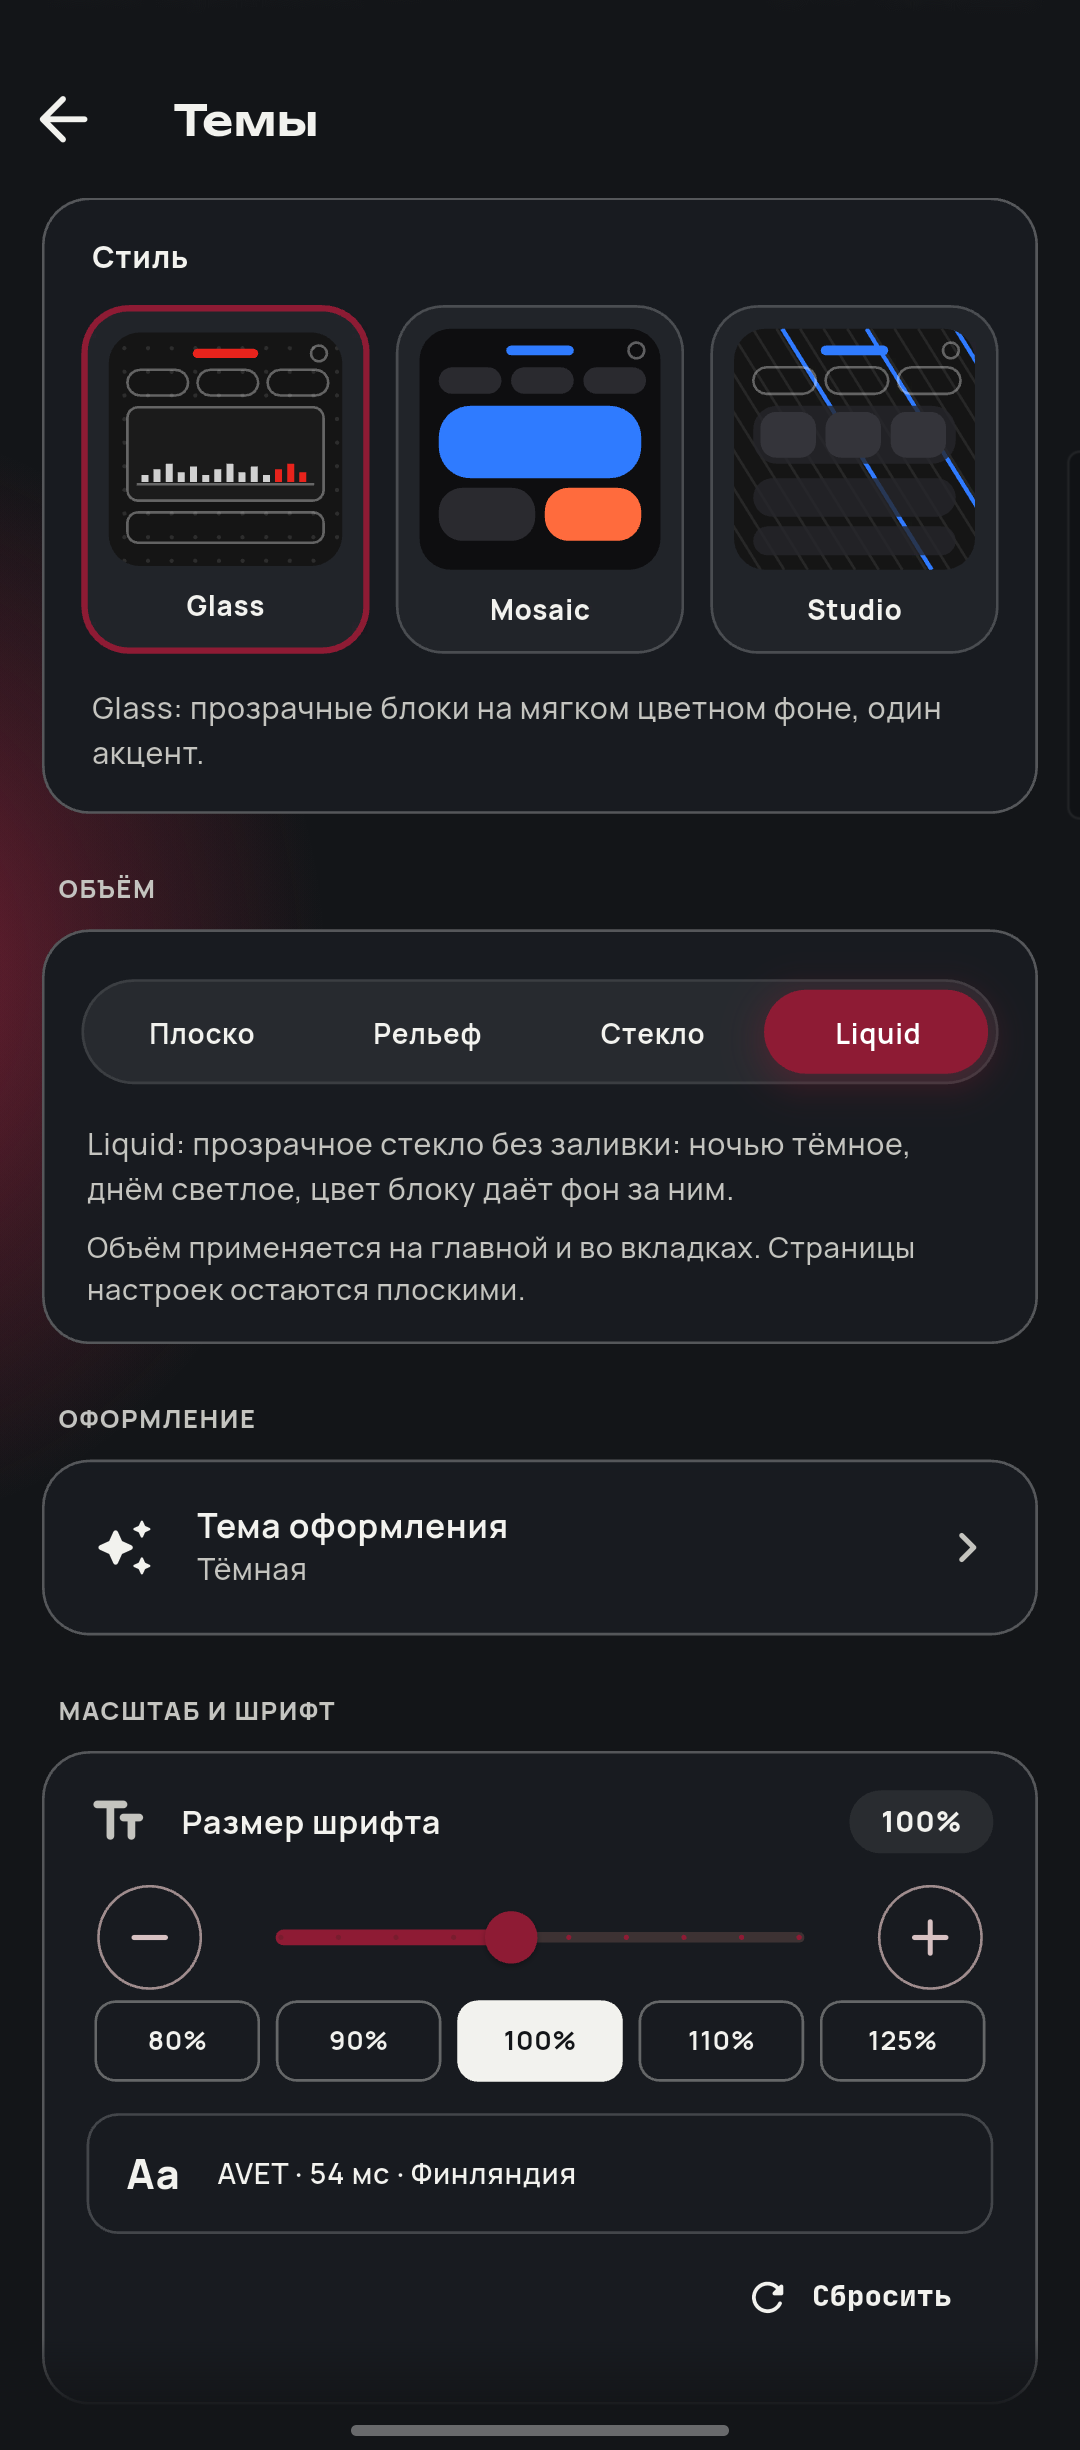 Темы
Стиль
Glass
Mosaic
Studio
Glass: прозрачные блоки на мягком цветном фоне, один
акцент.
ОБЪЁМ
Плоско
Рельеф
Стекло
Liquid
Liquid: прозрачное стекло без заливки: ночью тёмное,
днём светлое, цвет блоку даёт фон за ним.
Объём применяется на главной и во вкладках. Страницы
настроек остаются плоскими.
ОФОРМЛЕНИЕ
Тема оформления
Тёмная
МАСШТАБ И ШРИФТ
Размер шрифта
100%
80%
90%
100%
110%
125%
Aa
AVET · 54 мс · Финляндия
Сбросить